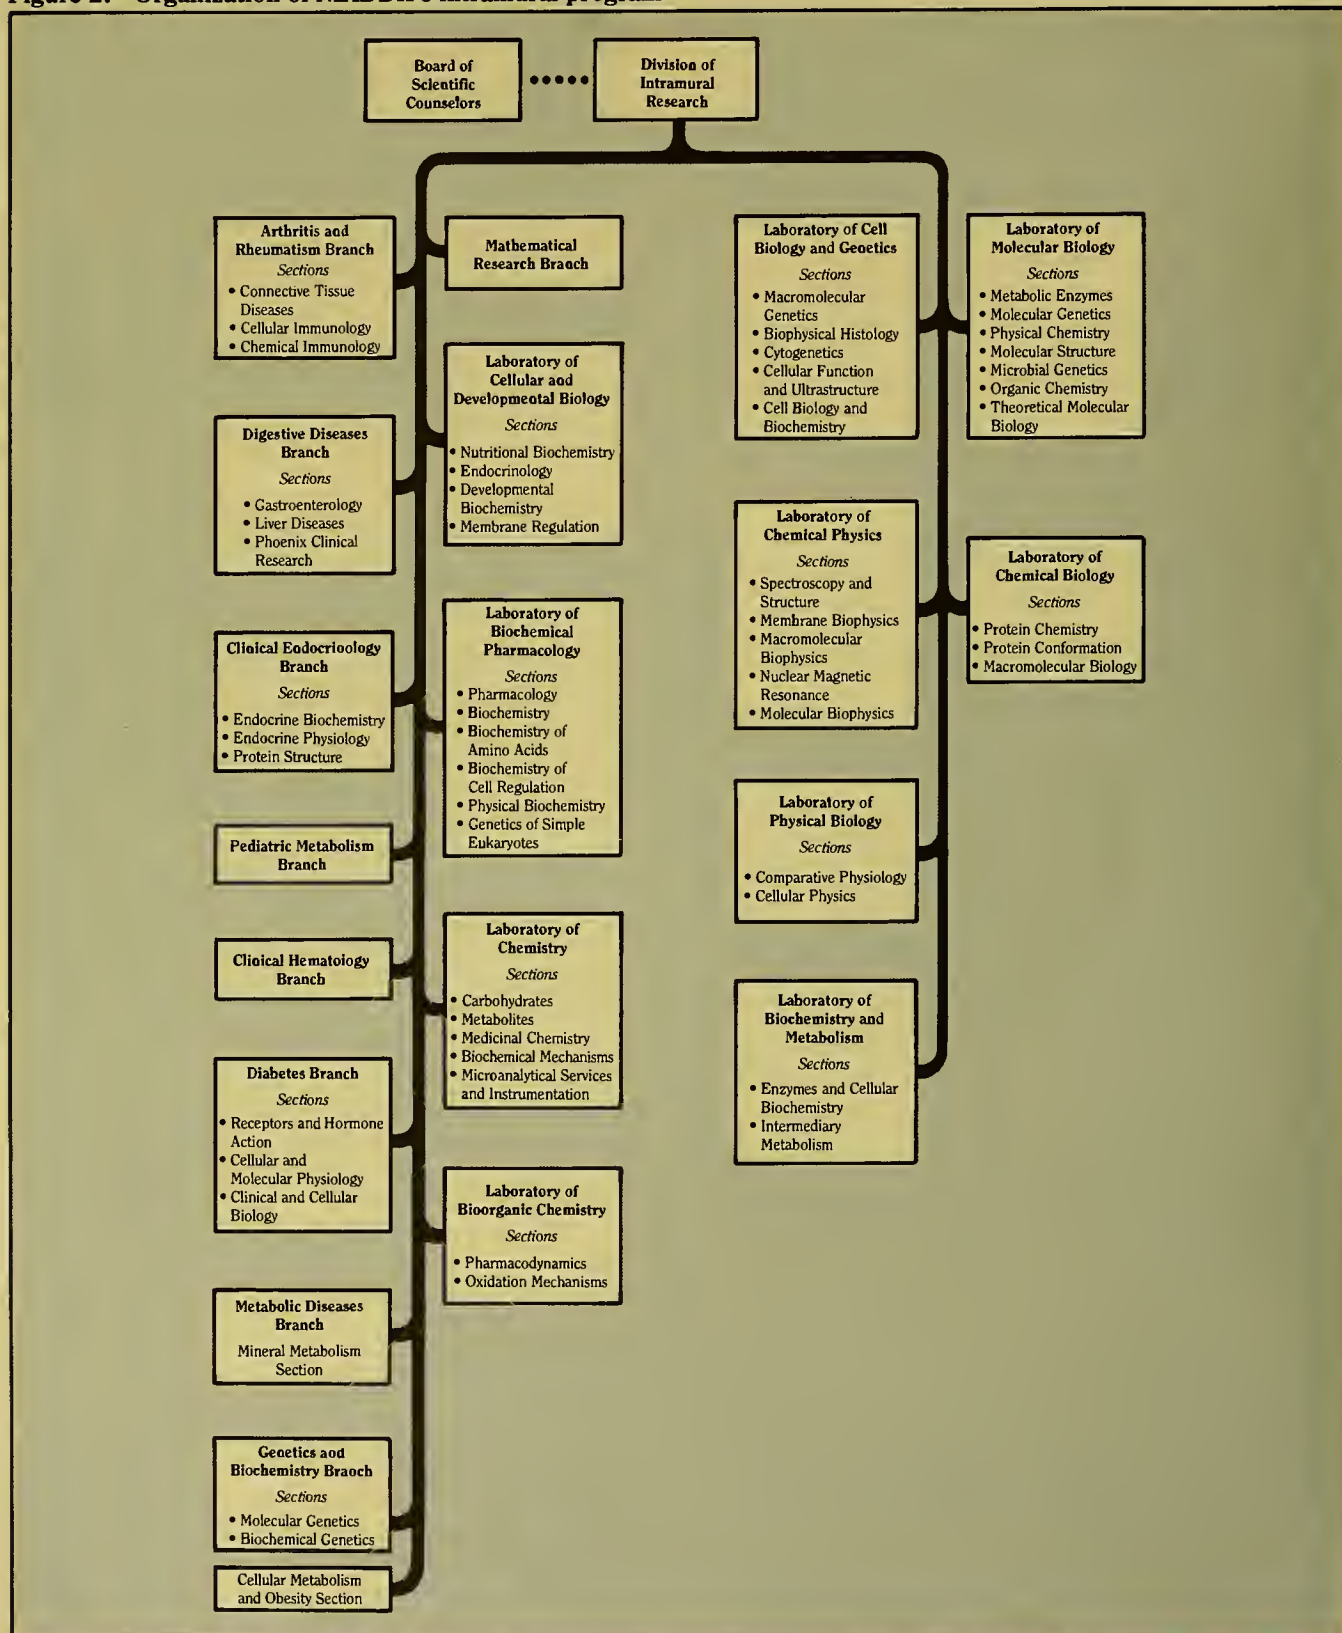 Figure 2. Organization of NIADDK's intramural program
Board of
Scientific
Counselors
Division of
Intramural
Research
Arthritis and
Rheumatism Branch
Sections
• Connective Tissue
Diseases
• Cellular Immunology
• Chemical Immunology
Digestive Diseases
Branch
Sections
• Gastroenterology
• Liver Diseases
• Phoenix Clinical
Research
Clinical Endocrinology
Branch
Sections
• Endocrine Biochemistry
• Endocrine Physiology
• Protein Structure
Pediatric Metabolism
Branch
Clinical Hematology
Branch
Diabetes Branch
Sections
• Receptors and Hormone
Action
• Cellular and
Molecular Physiology
• Clinical and Cellular
Biology
Metabolic Diseases
Branch
Mineral Metabolism
Section
Genetics and
Biochemistry Branch
Sections
• Molecular Genetics
• Biochemical Genetics
Cellular Metabolism
and Obesity Section
Mathematical
Research Branch
Laboratory of
Cellular and
Developmental Biology
Sections
• Nutritional Biochemistry
• Endocrinology
• Developmental
Biochemistry
• Membrane Regulation
Laboratory of
Biochemical
Pharmacology
Sections
• Pharmacology
• Biochemistry
• Biochemistry of
Amino Acids
• Biochemistry of
Cell Regulation
• Physical Biochemistry
• Genetics of Simple
Eukaryotes
Laboratory of
Chemistry
Sections
• Carbohydrates
• Metabolites
• Medicinal Chemistry
• Biochemical Mechanisms
• Microanalytical Services
and Instrumentation
Laboratory of
Bioorganic Chemistry
Sections
• Pharmacodynamics
• Oxidation Mechanisms
Laboratory of Cell
Biology and Genetics
Sections
• Macromolecular
Genetics
• Biophysical Histology
• Cytogenetics
• Cellular Function
and Ultrastructure
• Cell Biology and
Biochemistry
Laboratory of
Chemical Physics
Sections
• Spectroscopy and
Structure
• Membrane Biophysics
• Macromolecular
Biophysics
• Nuclear Magnetic
Resonance
• Molecular Biophysics
Laboratory of
Physical Biology
Sections
• Comparative Physiology
• Cellular Physics
Laboratory of
Biochemistry and
Metabolism
Sections
• Enzymes and Cellular
Biochemistry
• Intermediary
Metabolism
Laboratory of
Molecular Biology
Sections
• Metabolic Enzymes
• Molecular Genetics
• Physical Chemistry
• Molecular Structure
• Microbial Genetics
• Organic Chemistry
• Theoretical Molecular
Biology
Laboratory of
Chemical Biology
Sections
• Protein Chemistry
• Protein Conformation
• Macromolecular Biology